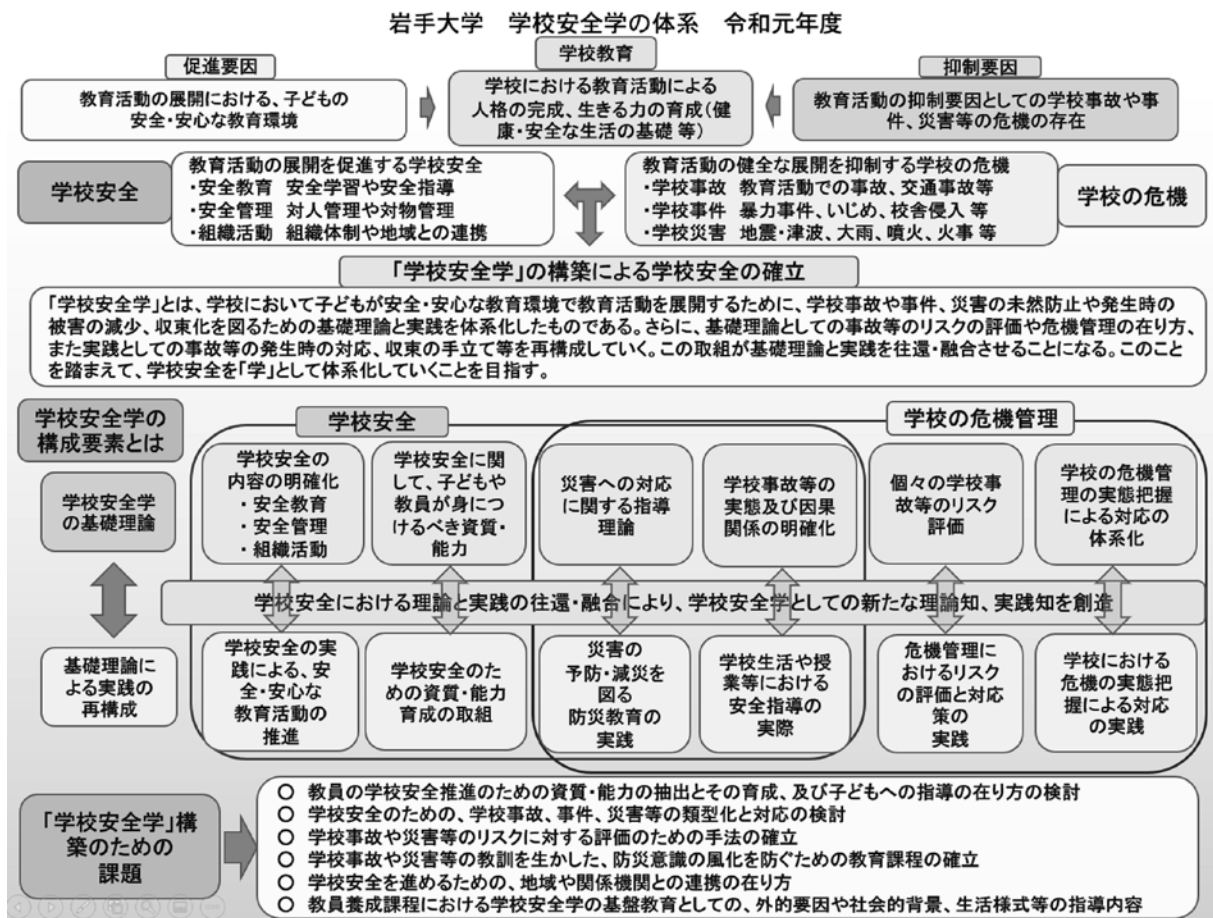 岩手大学　学校安全学の体系　令和元年度
促進要因
教育活動の展開における、子どもの
安全・安心な教育環境
学校教育
学校における教育活動による
人格の完成、生きる力の育成(健
康・安全な生活の基礎 等)
抑制要因
教育活動の抑制要因としての学校事故や事
件、災害等の危機の存在
学校安全
教育活動の展開を促進する学校安全
・安全教育 安全学習や安全指導
・安全管理 対人管理や対物管理
・組織活動 組織体制や地域との連携
教育活動の健全な展開を抑制する学校の危機
・学校事故 教育活動での事故、交通事故等
・学校事件 暴力事件、いじめ、校舎侵入 等
・学校災害 地震・津波、大雨、噴火、火事 等
学校の危機
「学校安全学」の構築による学校安全の確立
「学校安全学」とは、学校において子どもが安全・安心な教育環境で教育活動を展開するために、学校事故や事件、災害の未然防止や発生時の
被害の減少、収束化を図るための基礎理論と実践を体系化したものである。さらに、基礎理論としての事故等のリスクの評価や危機管理の在り方、
また実践としての事故等の発生時の対応、収束の手立て等を再構成していく。この取組が基礎理論と実践を往還・融合させることになる。このこと
を踏まえて、学校安全を「学」として体系化していくことを目指す。
学校安全学の
構成要素とは
学校安全
学校の危機管理
学校安全学
の基礎理論
学校安全の
内容の明確化
・安全教育
・安全管理
・組織活動
学校安全に関
して、子どもや
教員が身につ
けるべき資質・
能力
災害への対応
に関する指導
理論
学校事故等の
実態及び因果
関係の明確化
個々の学校事
故等のリスク
評価
学校の危機管
理の実態把握
による対応の
体系化
学校安全における理論と実践の往還・融合により、学校安全学としての新たな理論知、実践知を創造
基礎理論に
よる実践の
再構成
学校安全の実
践による、安
全・安心な
教育活動の
推進
学校安全のた
めの資質・能力
育成の取組
災害の
予防・減災を
図る
防災教育の
実践
学校生活や授
業等における
安全指導の
実際
危機管理に
おけるリスク
の評価と対応
策の
実践
学校における
危機の実態把
握による対応
の実践
「学校安全学」構
築のための
課題
○ 教員の学校安全推進のための資質・能力の抽出とその育成、及び子どもへの指導の在り方の検討
○ 学校安全のための、学校事故、事件、災害等の類型化と対応の検討
○ 学校事故や災害等のリスクに対する評価のための手法の確立
○ 学校事故や災害等の教訓を生かした、防災意識の風化を防ぐための教育課程の確立
○ 学校安全を進めるための、地域や関係機関との連携の在り方
○ 教員養成課程における学校安全学の基盤教育としての、外的要因や社会的背景、生活様式等の指導内容